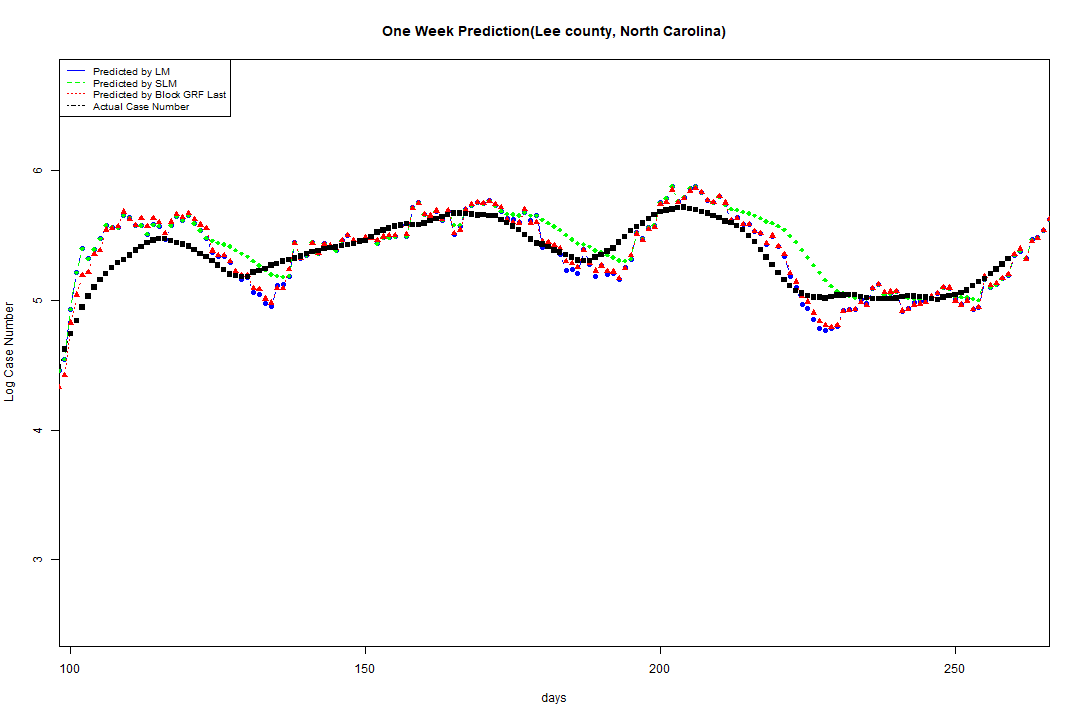 One Week Prediction(Lee county, North Carolina)
Predicted by LM
Predicted by SLM
Predicted by Block GRF Last
Actual Case Number
6
5
4
3
Log Case Number
100 150 200 250
days